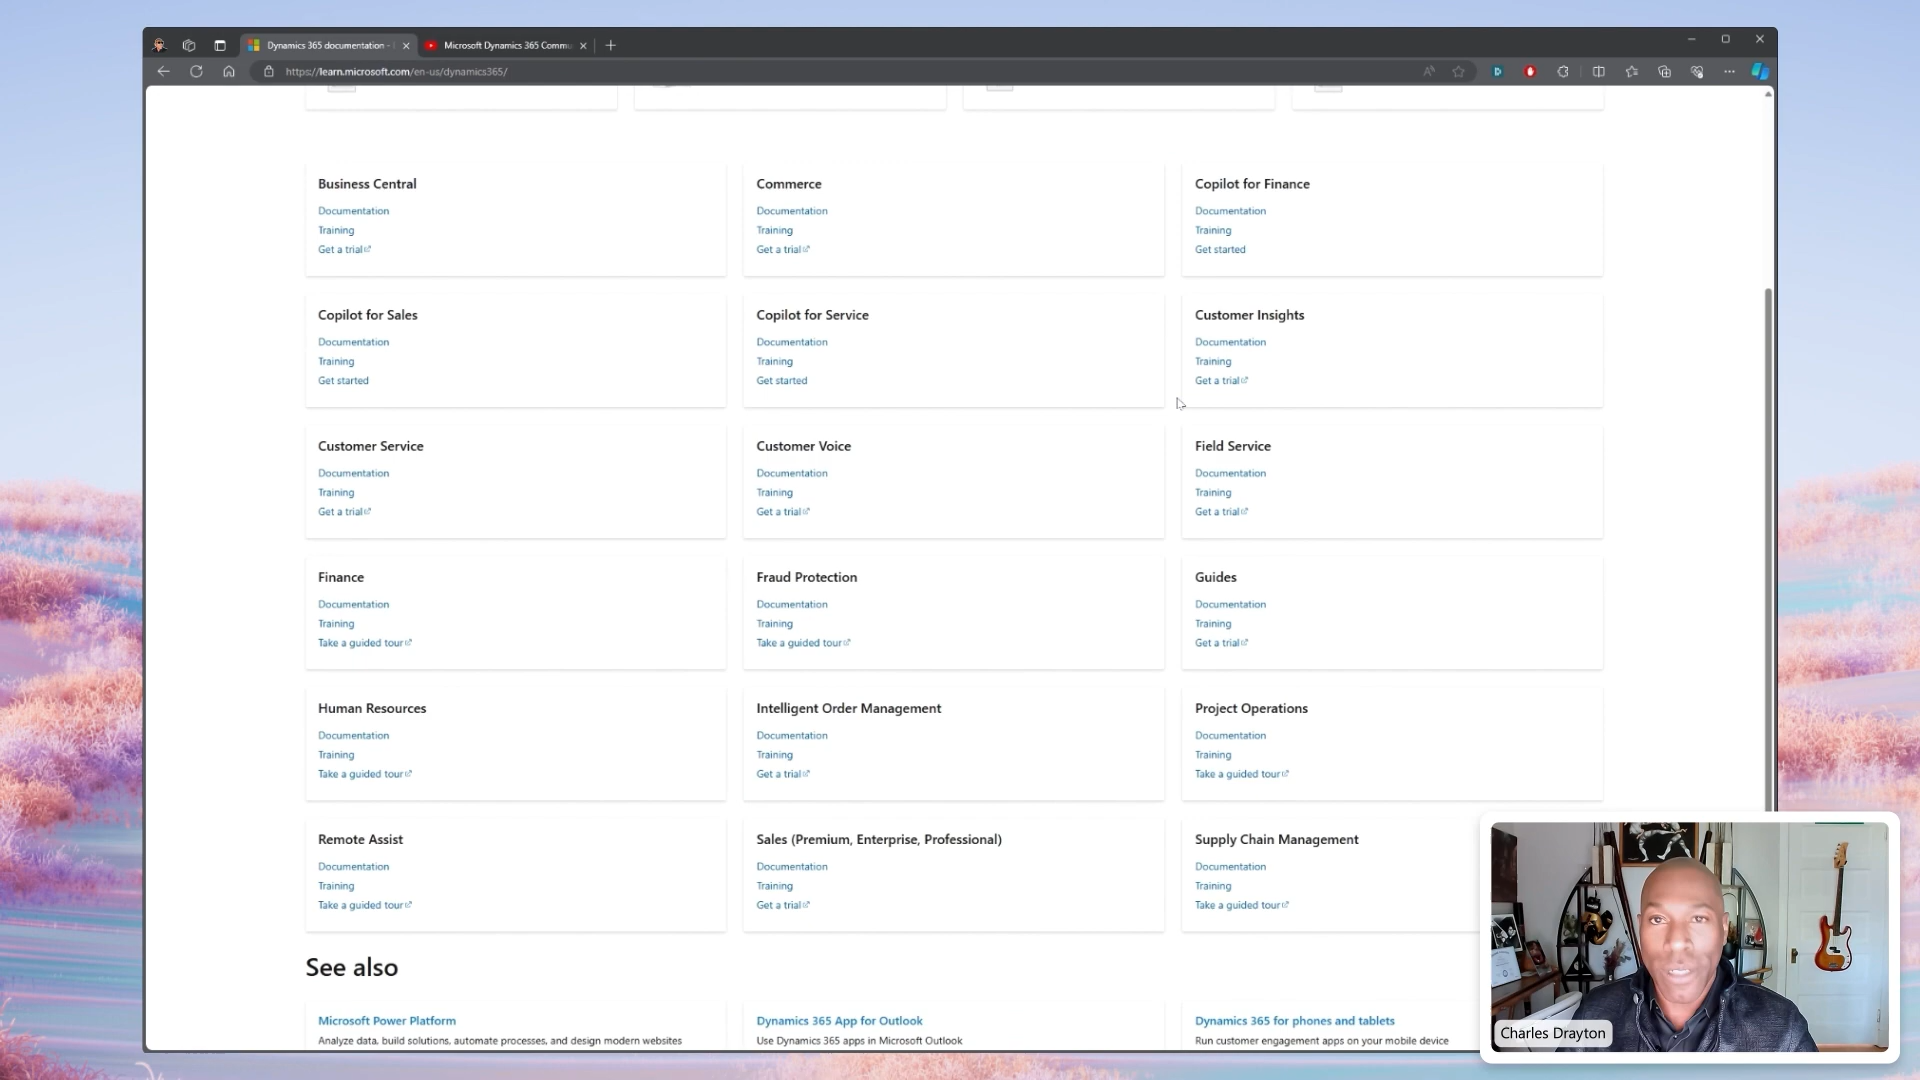 Dynamics 365 documentation -
Microsoft Dynamics 365 Commu
https://learn.microsoft.com/en-us/dynamics365/
Business Central
Documentation
Training
Get a trial
Commerce
Documentation
Training
Get a trial
Copilot for Finance
Documentation
Training
Get started
Copilot for Sales
Documentation
Training
Get started
Copilot for Service
Documentation
Training
Get started
Customer Insights
Documentation
Training
Get a trial
Customer Service
Documentation
Training
Get a trial
Customer Voice
Documentation
Training
Get a trial
Field Service
Documentation
Training
Get a trial
Finance
Documentation
Training
Take a guided tour
Fraud Protection
Documentation
Training
Take a guided tour
Guides
Documentation
Training
Get a trial
Human Resources
Documentation
Training
Take a guided tour
Intelligent Order Management
Documentation
Training
Get a trial
Project Operations
Documentation
Training
Take a guided tour
Remote Assist
Documentation
Training
Take a guided tour
Sales (Premium, Enterprise, Professional)
Documentation
Training
Get a trial
Supply Chain Management
Documentation
Training
Take a guided tour
See also
Microsoft Power Platform
Analyze data, build solutions, automate processes, and design modern websites
Dynamics 365 App for Outlook
Use Dynamics 365 apps in Microsoft Outlook
Dynamics 365 for phones and tablets
Run customer engagement apps on your mobile device
Charles Drayton